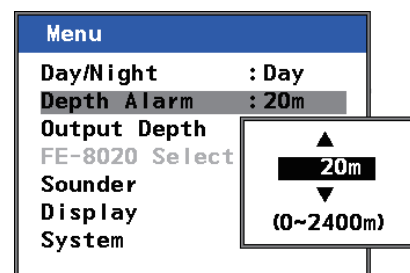 Menu
Day/Night : Day
Depth Alarm : 20m
Output Depth
FE-8020 Select
Sounder
Display
System
▲
20m
▼
(0~2400m)